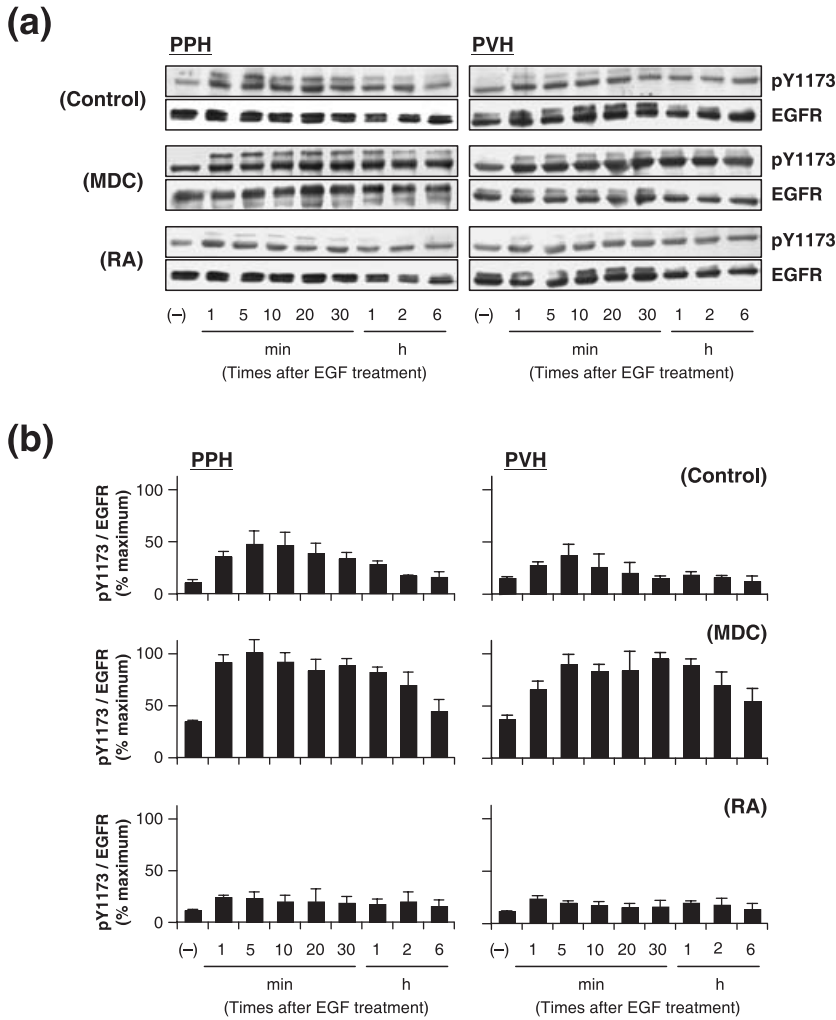 (a)
PPH PVH
(Control) pY1173
EGFR
(MDC) pY1173
EGFR
(RA) pY1173
EGFR
(–) 1 5 10 20 30 1 2 6 (–) 1 5 10 20 30 1 2 6
min h min h
(Times after EGF treatment) (Times after EGF treatment)
(b)
PPH PVH
(Control)
pY1173 / EGFR
(% maximum)
100
50
0
(MDC)
pY1173 / EGFR
(% maximum)
100
50
0
(RA)
pY1173 / EGFR
(% maximum)
100
50
0
(–) 1 5 10 20 30 1 2 6 (–) 1 5 10 20 30 1 2 6
min h min h
(Times after EGF treatment) (Times after EGF treatment)